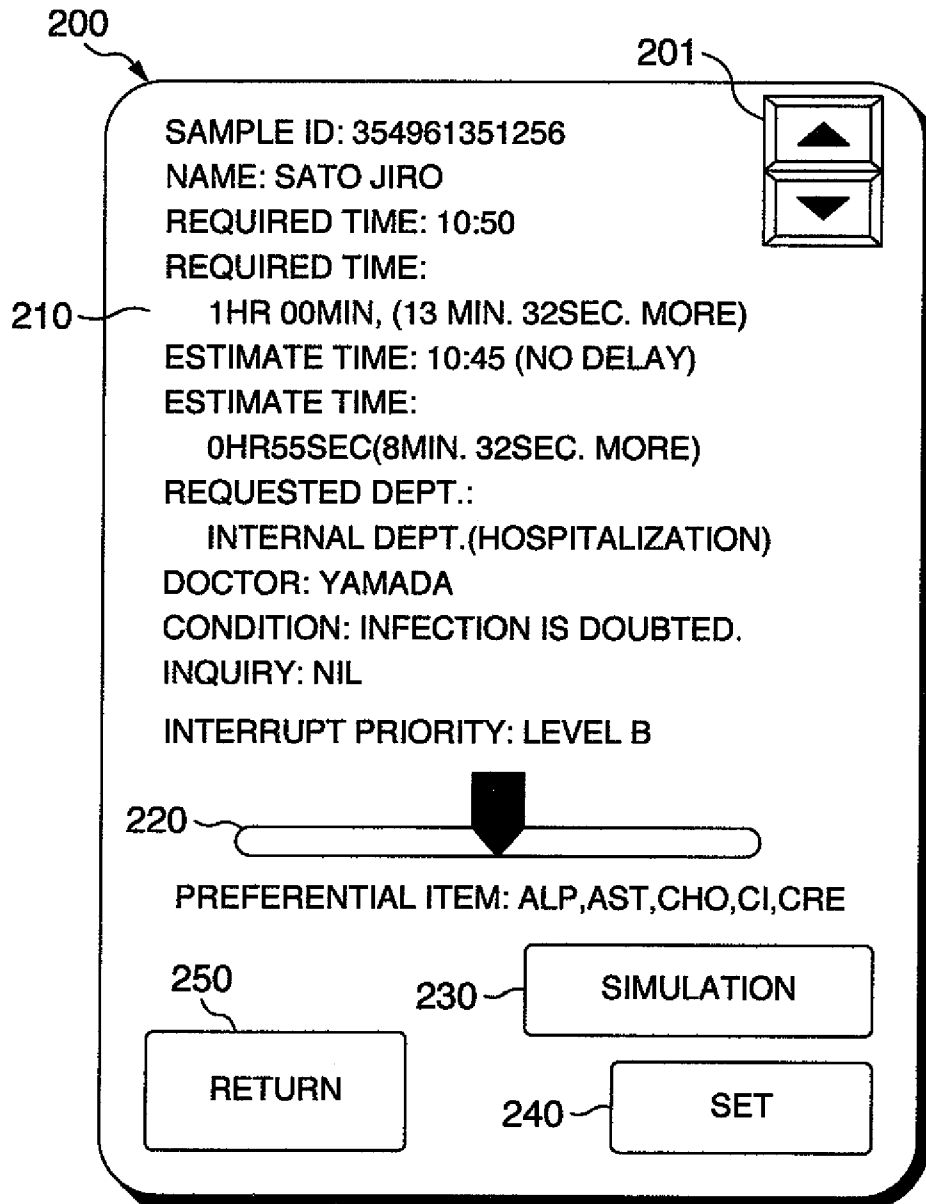 200
201
SAMPLE ID: 354961351256
NAME: SATO JIRO
REQUIRED TIME: 10:50
REQUIRED TIME:
210
1HR 00MIN, (13 MIN. 32SEC. MORE)
ESTIMATE TIME: 10:45 (NO DELAY)
ESTIMATE TIME:
0HR55SEC(8MIN. 32SEC. MORE)
REQUESTED DEPT.:
INTERNAL DEPT.(HOSPITALIZATION)
DOCTOR: YAMADA
CONDITION: INFECTION IS DOUBTED.
INQUIRY: NIL
INTERRUPT PRIORITY: LEVEL B
220
PREFERENTIAL ITEM: ALP,AST,CHO,CI,CRE
250
230
SIMULATION
RETURN
240
SET